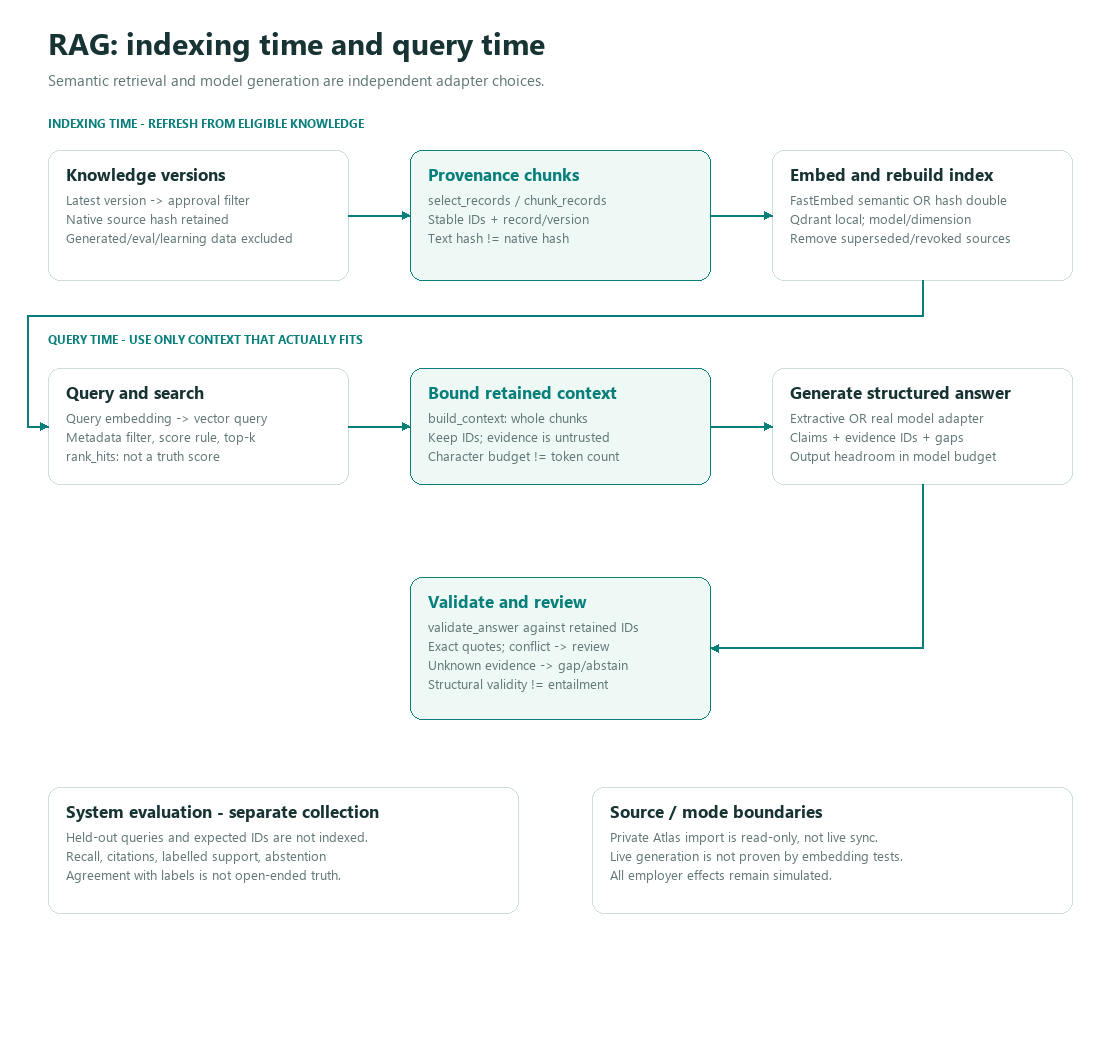 RAG: indexing time and query time
Semantic retrieval and model generation are independent adapter choices.
INDEXING TIME - REFRESH FROM ELIGIBLE KNOWLEDGE
Knowledge versions
Latest version -> approval filter
Native source hash retained
Generated/eval/learning data excluded
Provenance chunks
select_records / chunk_records
Stable IDs + record/version
Text hash != native hash
Embed and rebuild index
FastEmbed semantic OR hash double
Qdrant local; model/dimension
Remove superseded/revoked sources
QUERY TIME - USE ONLY CONTEXT THAT ACTUALLY FITS
Query and search
Query embedding -> vector query
Metadata filter, score rule, top-k
rank_hits: not a truth score
Bound retained context
build_context: whole chunks
Keep IDs; evidence is untrusted
Character budget != token count
Generate structured answer
Extractive OR real model adapter
Claims + evidence IDs + gaps
Output headroom in model budget
Validate and review
validate_answer against retained IDs
Exact quotes; conflict -> review
Unknown evidence -> gap/abstain
Structural validity != entailment
System evaluation - separate collection
Held-out queries and expected IDs are not indexed.
Recall, citations, labelled support, abstention
Agreement with labels is not open-ended truth.
Source / mode boundaries
Private Atlas import is read-only, not live sync.
Live generation is not proven by embedding tests.
All employer effects remain simulated.